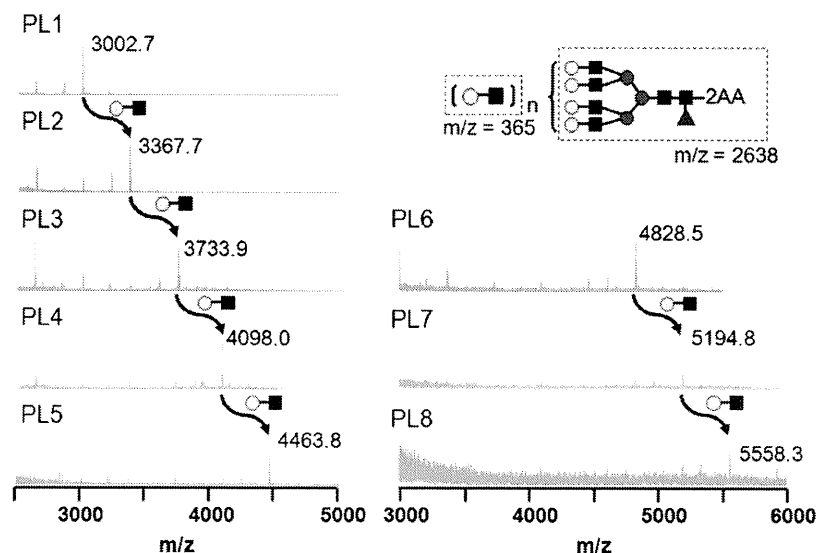 PL1
3002.7
PL2
3367.7
PL3
3733.9
PL4
4098.0
PL5
4463.8
3000 4000 5000
m/z
( ) n
m/z = 365
2AA
m/z = 2638
PL6
4828.5
PL7
5194.8
PL8
5558.3
3000 4000 5000 6000
m/z